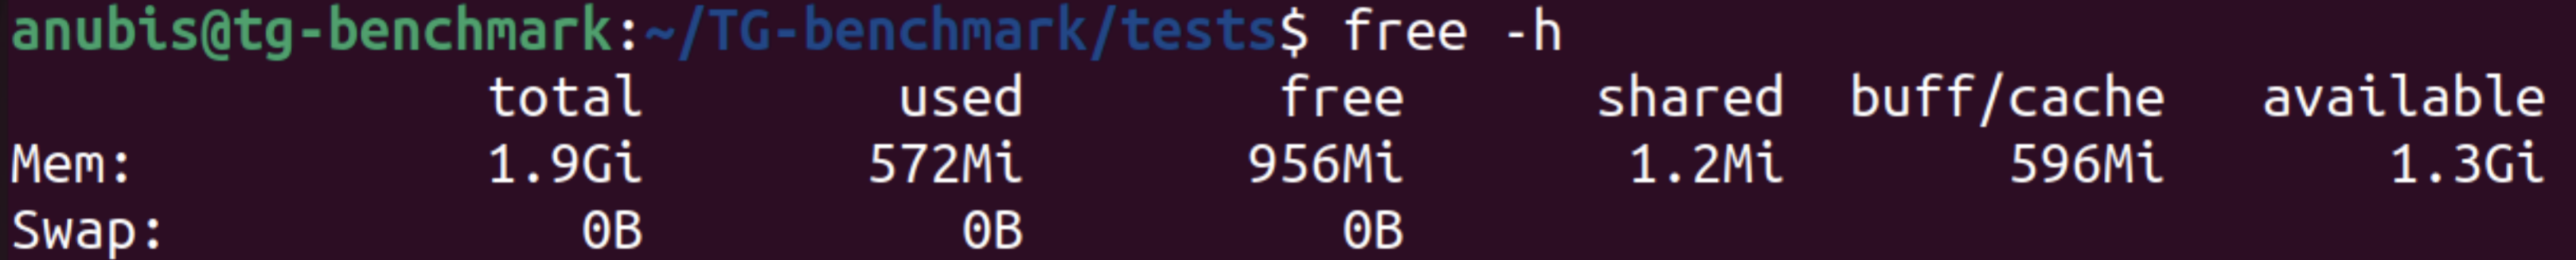 anubis@tg-benchmark:~/TG-benchmark/tests$ free -h
total used free shared buff/cache available
Mem: 1.9Gi 572Mi 956Mi 1.2Mi 596Mi 1.3Gi
Swap: 0B 0B 0B